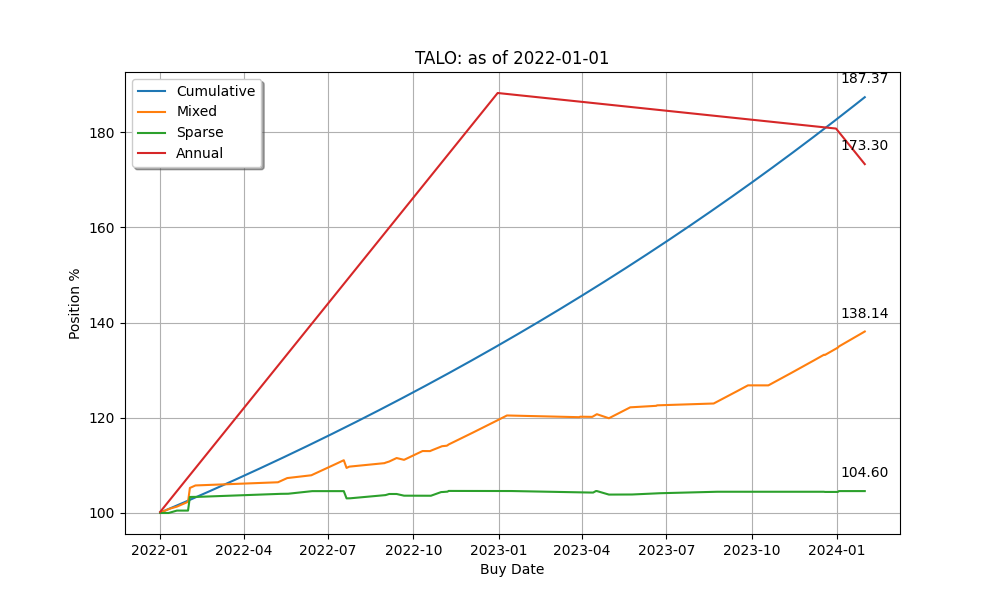 TALO: as of 2022-01-01
Cumulative
Mixed
Sparse
Annual
187.37
173.30
138.14
104.60
Position %
180
160
140
120
100
2022-01 2022-04 2022-07 2022-10 2023-01 2023-04 2023-07 2023-10 2024-01
Buy Date